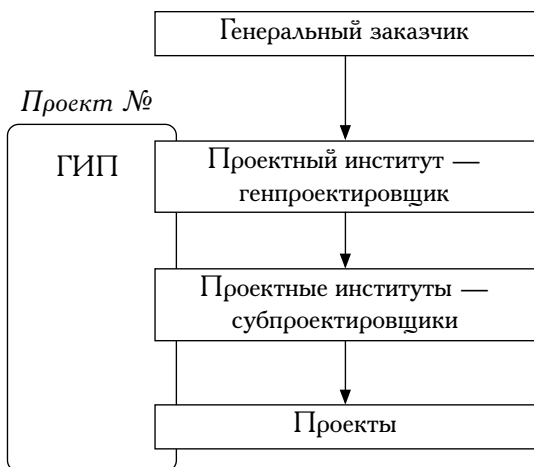 Генеральный заказчик
Проект №
ГИП
Проектный институт —
генпроектировщик
Проектные институты —
субпроектировщики
Проекты